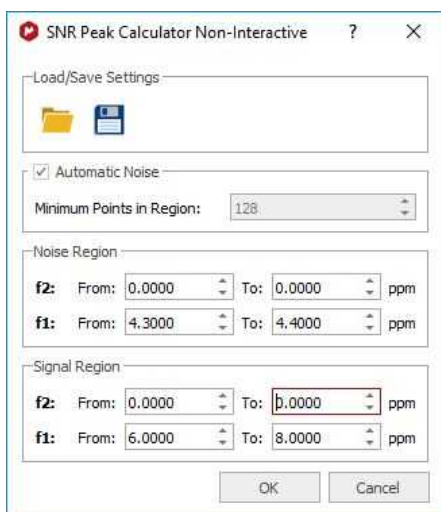 SNR Peak Calculator Non-Interactive ? X
Load/Save Settings
Automatic Noise
Minimum Points in Region: 128
Noise Region
f2: From: 0.0000 To: 0.0000 ppm
f1: From: 4.3000 To: 4.4000 ppm
Signal Region
f2: From: 0.0000 To: 0.0000 ppm
f1: From: 6.0000 To: 8.0000 ppm
OK Cancel